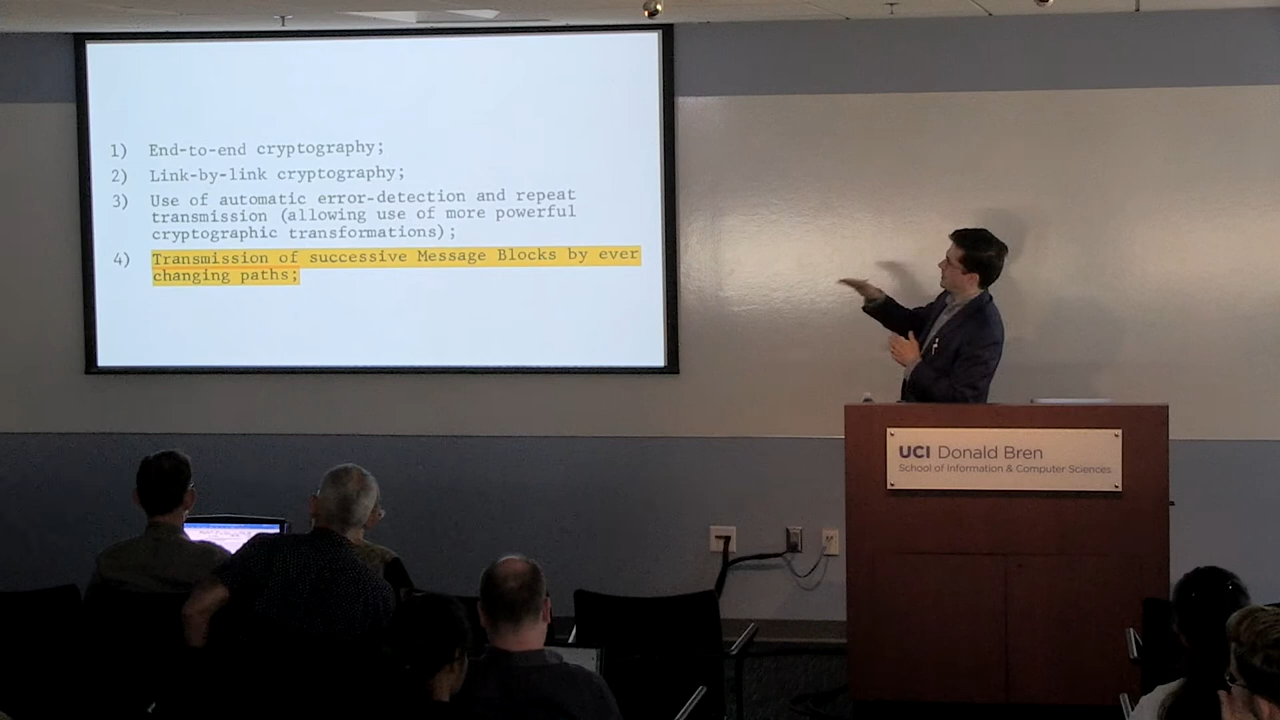 1) End-to-end cryptography;
2) Link-by-link cryptography;
3) Use of automatic error-detection and repeat
transmission (allowing use of more powerful
cryptographic transformations);
4) Transmission of successive Message Blocks by ever
changing paths;
UCI Donald Bren
School of Information & Computer Sciences